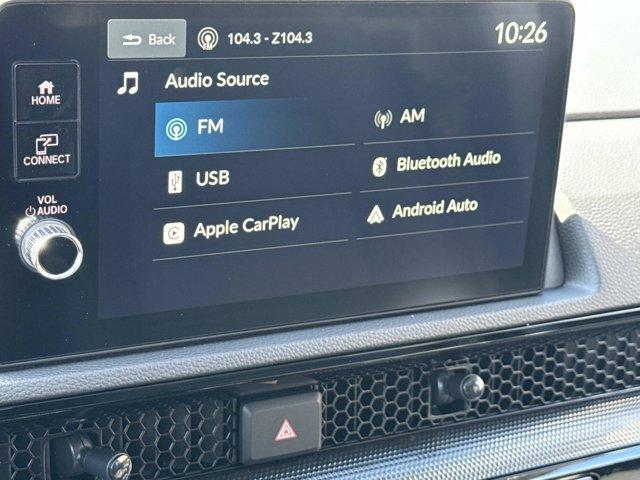 Back 104.3 - Z104.3 10:26
Audio Source
HOME
FM AM
CONNECT
USB Bluetooth Audio
VOL
AUDIO
Apple CarPlay Android Auto